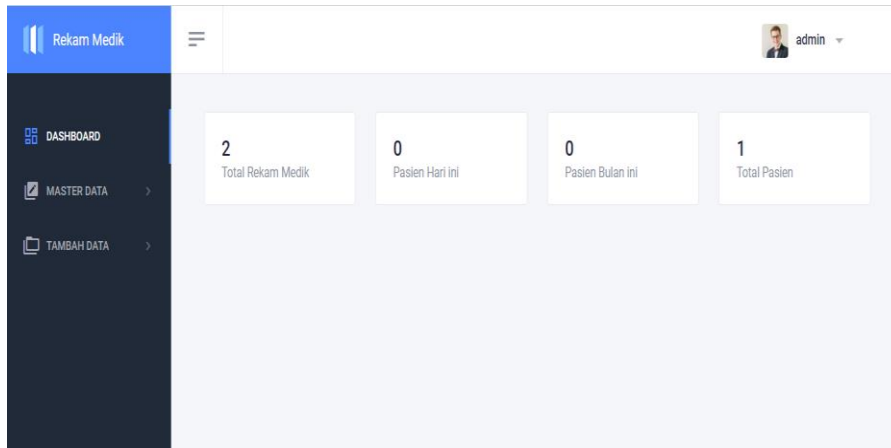 Rekam Medik
admin
DASHBOARD
MASTER DATA
TAMBAH DATA
2
Total Rekam Medik
0
Pasien Hari ini
0
Pasien Bulan ini
1
Total Pasien